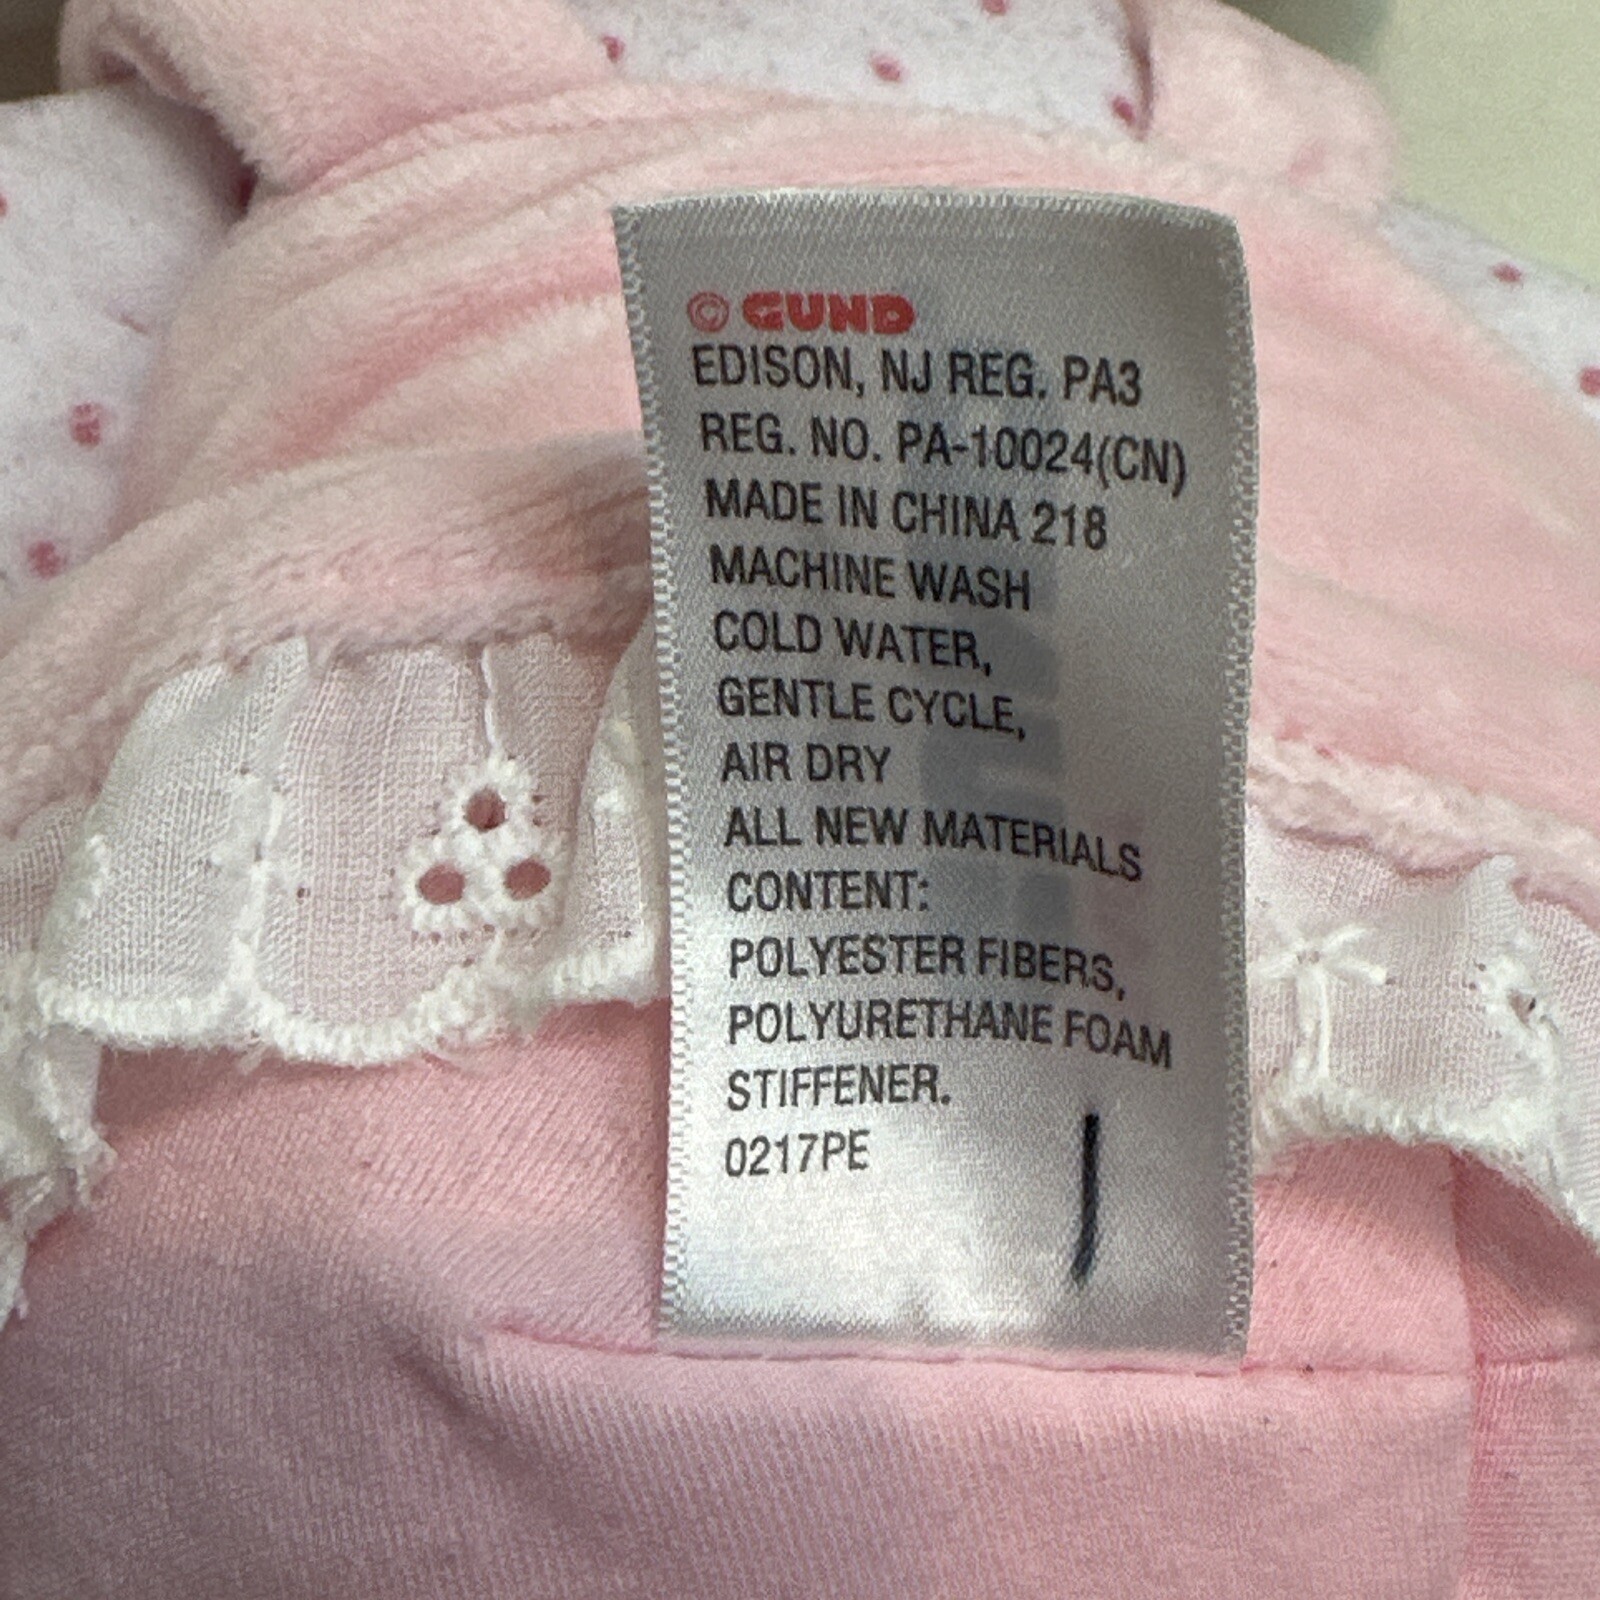 © GUND
EDISON, NJ REG. PA3
REG. NO. PA-10024(CN)
MADE IN CHINA 218
MACHINE WASH
COLD WATER,
GENTLE CYCLE,
AIR DRY
ALL NEW MATERIALS
CONTENT:
POLYESTER FIBERS,
POLYURETHANE FOAM
STIFFENER.
0217PE